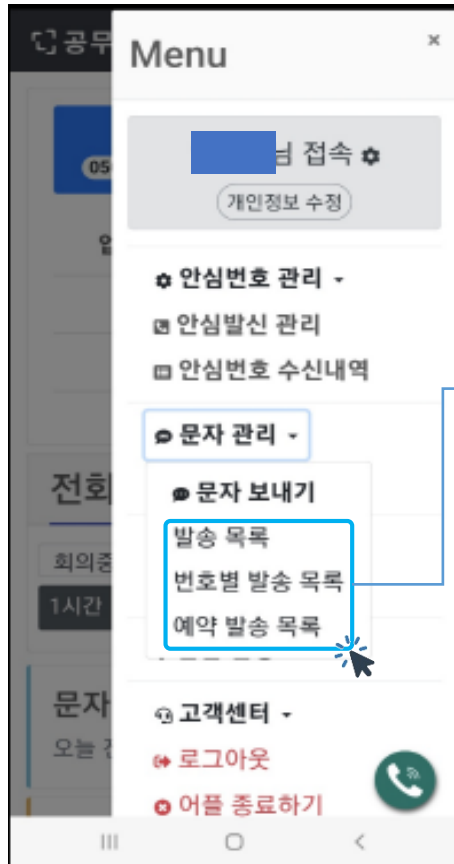 공무
Menu
×
님 접속
05
개인정보 수정
안심번호 관리
안심발신 관리
안심번호 수신내역
문자 관리
문자 보내기
전화
발송 목록
회의중
번호별 발송 목록
1시간
예약 발송 목록
문자
고객센터
오늘 전
로그아웃
어플 종료하기